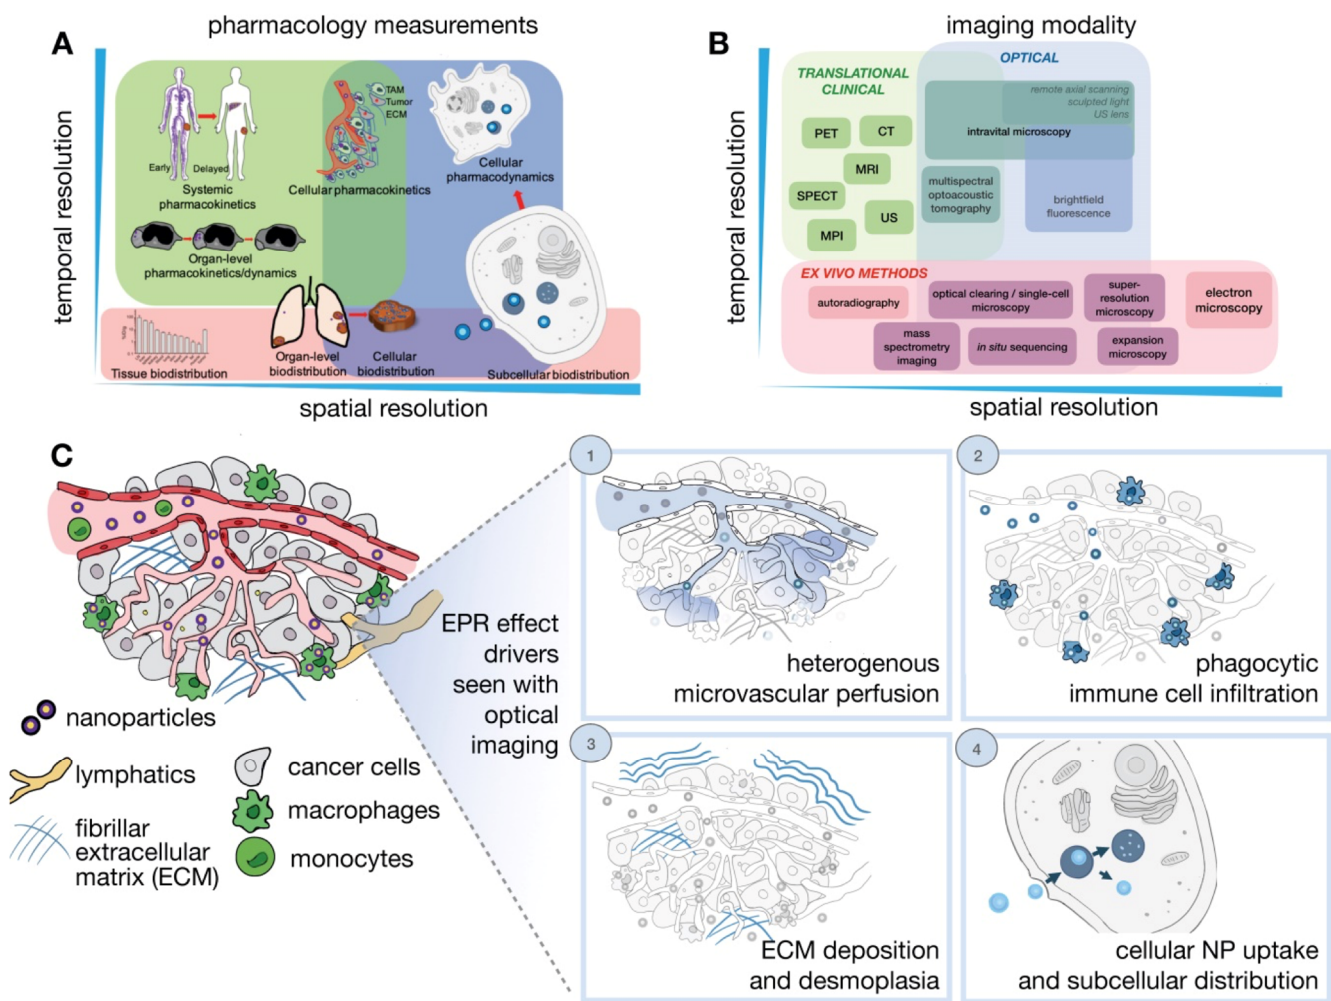 A
pharmacology measurements
temporal resolution
TAM
Tumor
ECM
Early
Delayed
Systemic
pharmacokinetics
Cellular pharmacokinetics
Cellular
pharmacodynamics
Organ-level
pharmacokinetics/dynamics
Organ-level
biodistribution
Cellular
biodistribution
Tissue biodistribution
Subcellular biodistribution
spatial resolution
B
imaging modality
temporal resolution
OPTICAL
TRANSLATIONAL
CLINICAL
remote axial scanning
sculpted light
US lens
intravital microscopy
PET
CT
MRI
SPECT
US
MPI
multispectral
optoacoustic
tomography
brightfield
fluorescence
EX VIVO METHODS
autoradiography
optical clearing / single-cell
microscopy
super-
resolution
microscopy
electron
microscopy
mass
spectrometry
imaging
in situ sequencing
expansion
microscopy
spatial resolution
C
nanoparticles
lymphatics
fibrillar
extracellular
matrix (ECM)
cancer cells
macrophages
monocytes
EPR effect
drivers
seen with
optical
imaging
1
heterogenous
microvascular perfusion
2
phagocytic
immune cell infiltration
3
ECM deposition
and desmoplasia
4
cellular NP uptake
and subcellular distribution